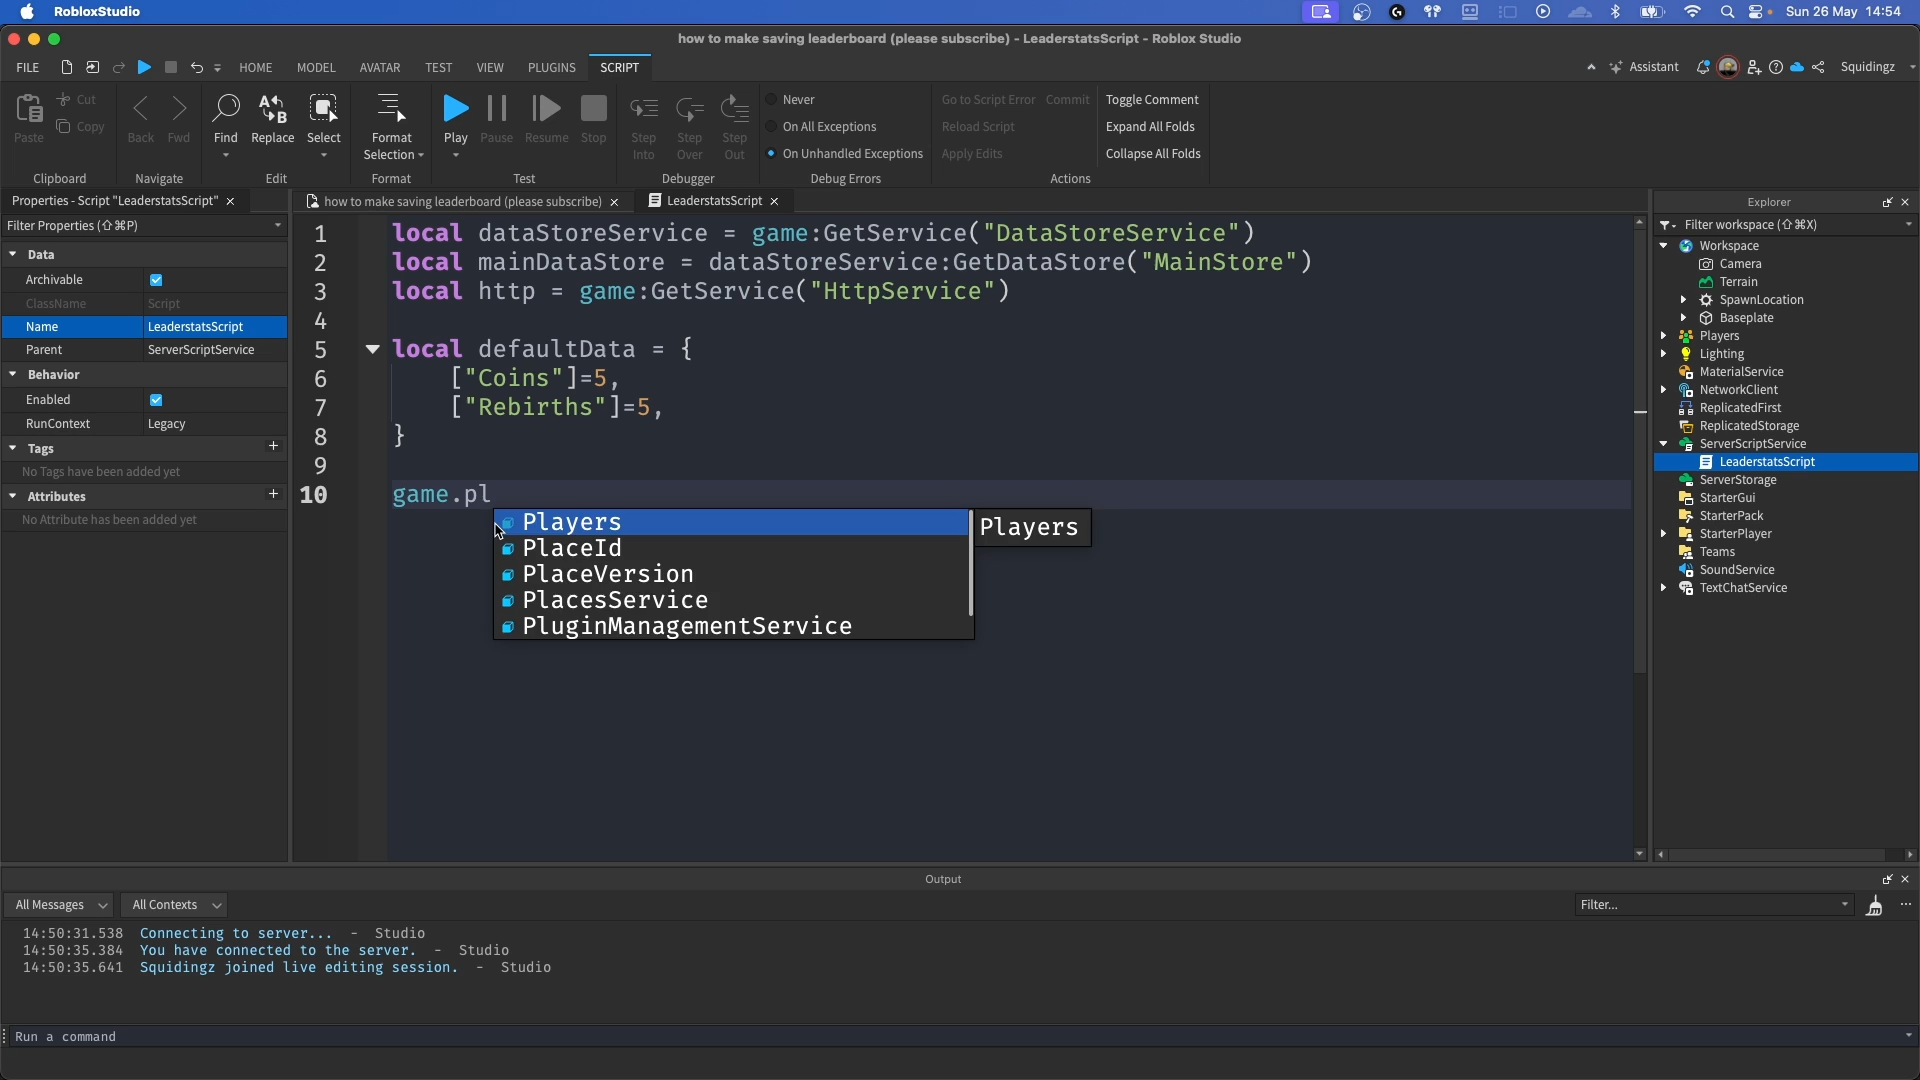 RobloxStudio
Sun 26 May 14:54
how to make saving leaderboard (please subscribe) - LeaderstatsScript - Roblox Studio
FILE HOME MODEL AVATAR TEST VIEW PLUGINS SCRIPT Assistant Squidingz
Cut
Copy
Paste
Back Fwd
Find Replace Select
Format
Selection
Play Pause Resume Stop
Step
Into
Step
Over
Step
Out
Never
On All Exceptions
On Unhandled Exceptions
Go to Script Error Commit
Reload Script
Apply Edits
Toggle Comment
Expand All Folds
Collapse All Folds
Clipboard Navigate Edit Format Test Debugger Debug Errors Actions
Properties - Script "LeaderstatsScript"
Filter Properties (⇧⌘P)
Data
Archivable
ClassName Script
Name LeaderstatsScript
Parent ServerScriptService
Behavior
Enabled
RunContext Legacy
Tags
No Tags have been added yet
Attributes
No Attribute has been added yet
how to make saving leaderboard (please subscribe)
LeaderstatsScript
1 local dataStoreService = game:GetService("DataStoreService")
2 local mainDataStore = dataStoreService:GetDataStore("MainStore")
3 local http = game:GetService("HttpService")
4
5 local defaultData = {
6 ["Coins"]=5,
7 ["Rebirths"]=5,
8 }
9
10 game.pl
Players
PlaceId
PlaceVersion
PlacesService
PluginManagementService
Players
Explorer
Filter workspace (⇧⌘X)
Workspace
Camera
Terrain
SpawnLocation
Baseplate
Players
Lighting
MaterialService
NetworkClient
ReplicatedFirst
ReplicatedStorage
ServerScriptService
LeaderstatsScript
ServerStorage
StarterGui
StarterPack
StarterPlayer
Teams
SoundService
TextChatService
Output
All Messages All Contexts Filter...
14:50:31.538 Connecting to server... - Studio
14:50:35.384 You have connected to the server. - Studio
14:50:35.641 Squidingz joined live editing session. - Studio
Run a command